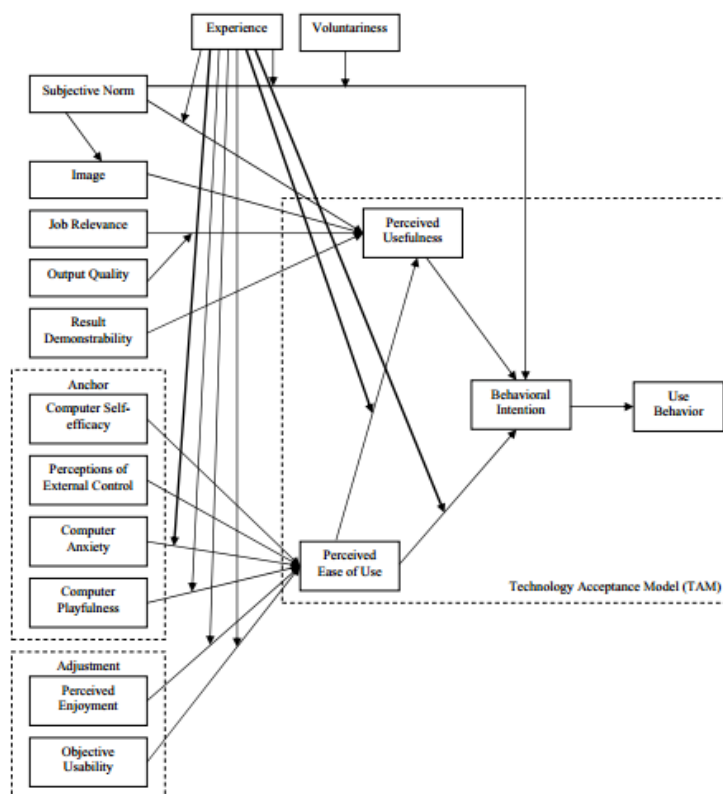 Experience
Voluntariness
Subjective Norm
Image
Job Relevance
Perceived
Usefulness
Output Quality
Result
Demonstrability
Anchor
Computer Self-
efficacy
Behavioral
Intention
Use
Behavior
Perceptions of
External Control
Computer
Anxiety
Perceived
Ease of Use
Computer
Playfulness
Technology Acceptance Model (TAM)
Adjustment
Perceived
Enjoyment
Objective
Usability